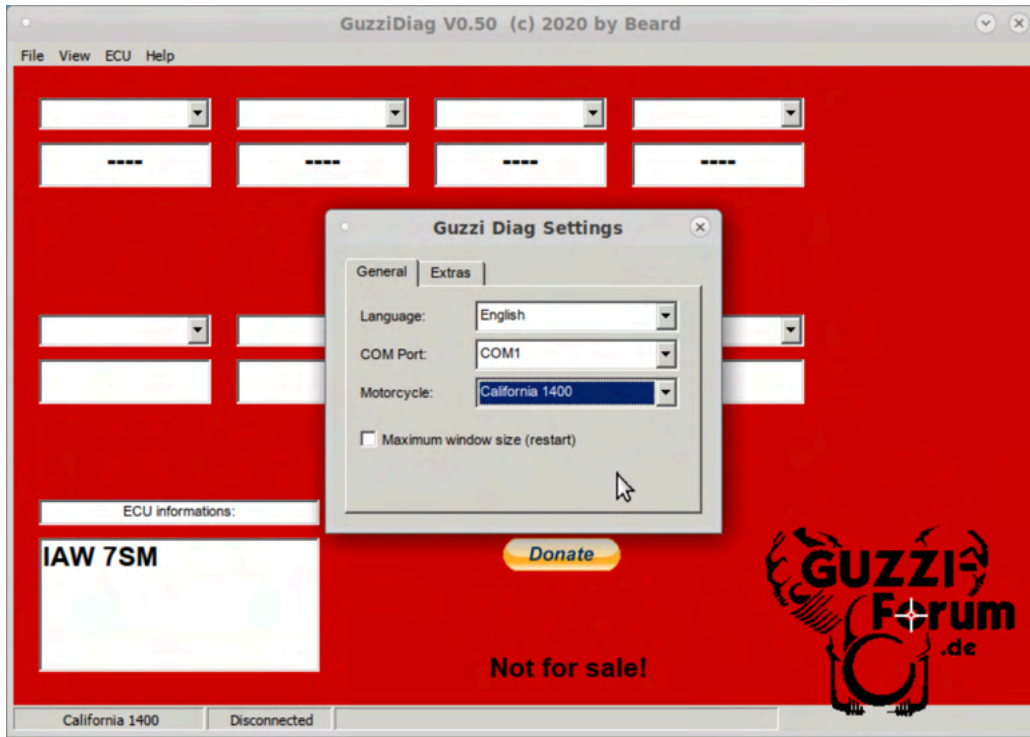 GuzziDiag V0.50 (c) 2020 by Beard
File View ECU Help
---- ---- ---- ----
Guzzi Diag Settings
General Extras
Language: English
COM Port: COM1
Motorcycle: California 1400
Maximum window size (restart)
ECU informations:
IAW 7SM
Donate
GUZZI-
Forum
.de
Not for sale!
California 1400 Disconnected